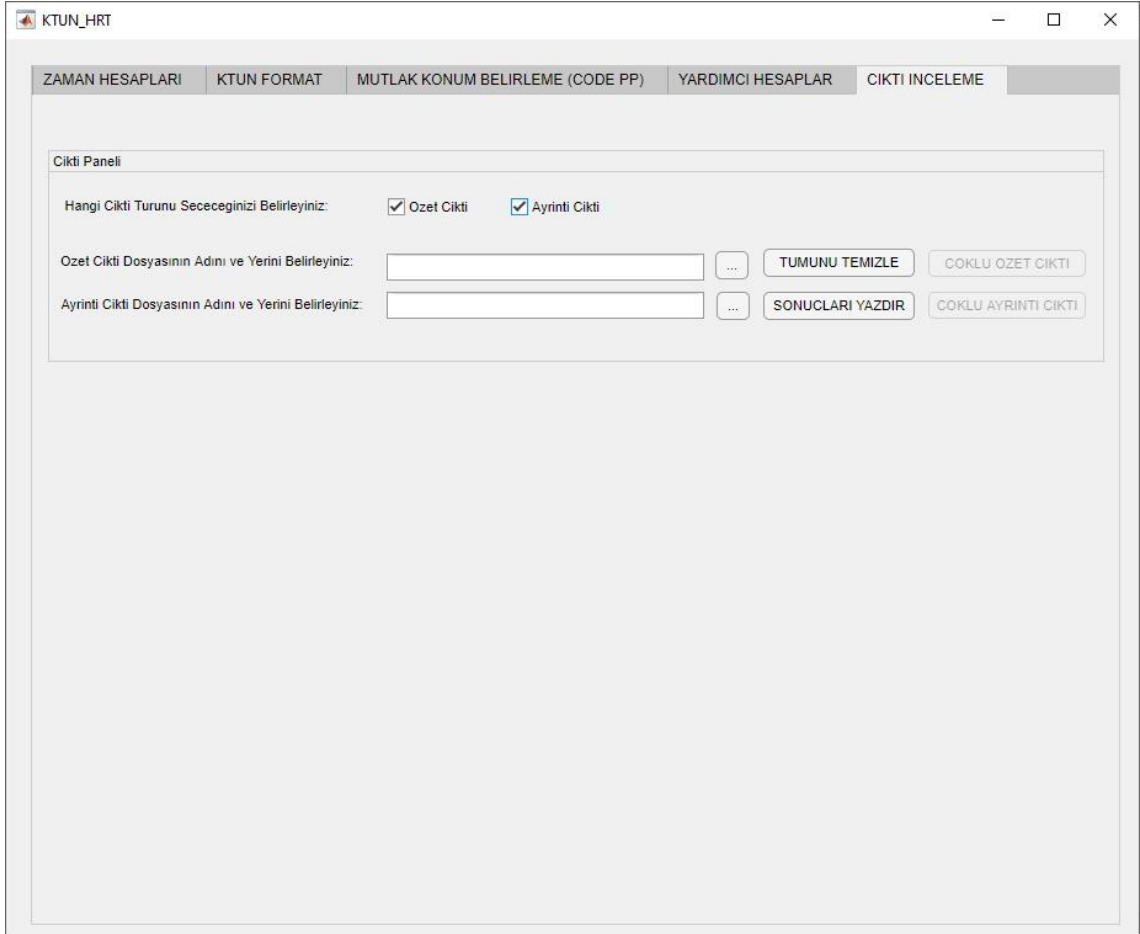 KTUN_HRT
ZAMAN HESAPLARI KTUN FORMAT MUTLAK KONUM BELIRLEME (CODE PP) YARDIMCI HESAPLAR CIKTI INCELEME
Cikti Paneli
Hangi Cikti Turunu Sececeginizi Belirleyiniz: Ozet Cikti Ayrinti Cikti
Ozet Cikti Dosyasının Adını ve Yerini Belirleyiniz: ... TUMUNU TEMIZLE COKLU OZET CIKTI
Ayrinti Cikti Dosyasının Adını ve Yerini Belirleyiniz: ... SONUCLARI YAZDIR COKLU AYRINTI CIKTI